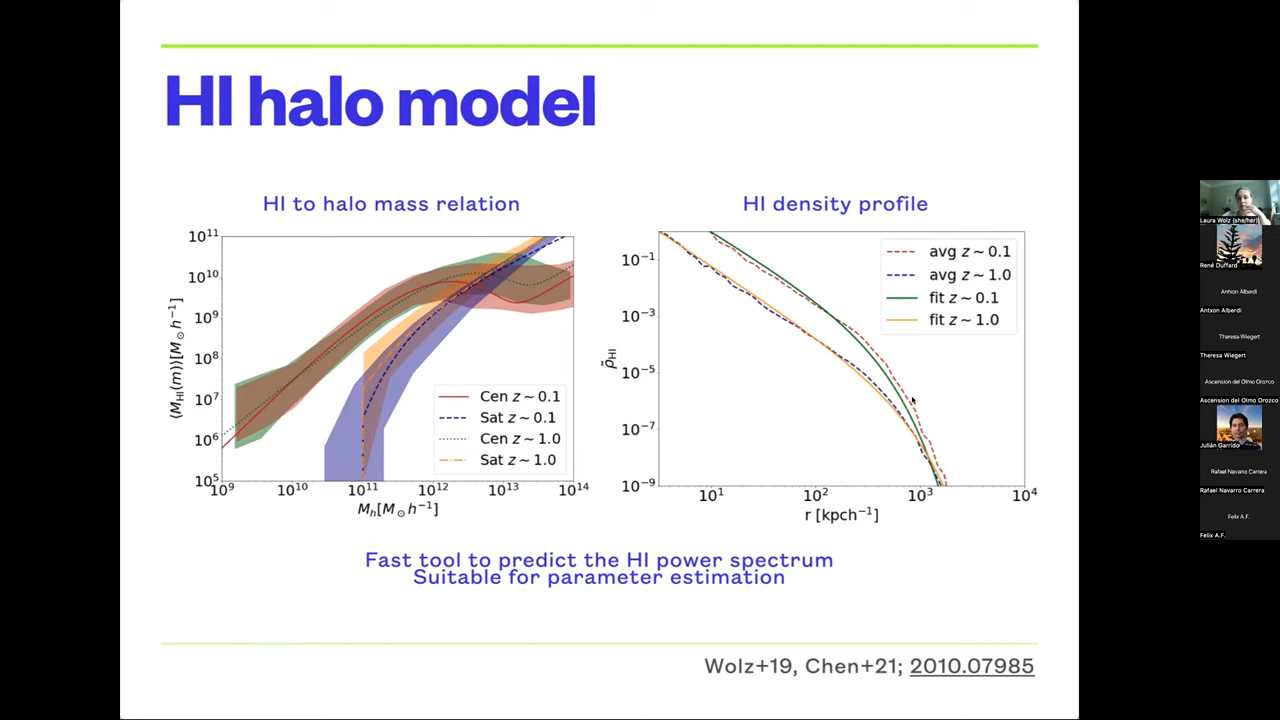 HI halo model
HI to halo mass relation
HI density profile
10^11
10^10
10^9
10^8
10^7
10^6
10^5
⟨M_HI(m)⟩[M_⊙h^−1]
10^9
10^10
10^11
10^12
10^13
10^14
M_h[M_⊙h^−1]
Cen z ~ 0.1
Sat z ~ 0.1
Cen z ~ 1.0
Sat z ~ 1.0
10^−1
10^−3
10^−5
10^−7
10^−9
ρ̃_HI
10^1
10^2
10^3
10^4
r [kpch^−1]
avg z ~ 0.1
avg z ~ 1.0
fit z ~ 0.1
fit z ~ 1.0
Fast tool to predict the HI power spectrum
Suitable for parameter estimation
Wolz+19, Chen+21; 2010.07985
Laura Wolz (she/her)
René Duffard
Antxon Alberdi
Antxon Alberdi
Theresa Wiegert
Theresa Wiegert
Ascension del Olmo Orozco
Ascension del Olmo Orozco
Julián Garrido
Rafael Navarro Carrera
Rafael Navarro Carrera
Felix A.F.
Felix A.F.